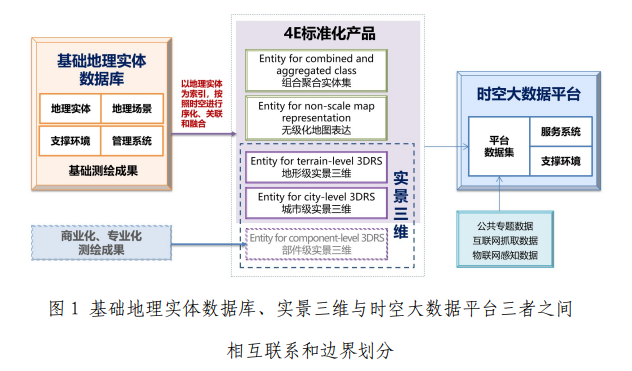 4E标准化产品
基础地理实体
数据库
地理实体
地理场景
支撑环境
管理系统
基础测绘成果
以地理实体
为索引，按
照时空进行
序化、关联
和融合
Entity for combined and
aggregated class
组合聚合实体集
Entity for non-scale map
representation
无级化地图表达
Entity for terrain-level 3DRS
地形级实景三维
Entity for city-level 3DRS
城市级实景三维
Entity for component-level 3DRS
部件级实景三维
实景三维
商业化、专业化
测绘成果
时空大数据平台
平台
数据集
服务系统
支撑环境
公共专题数据
互联网抓取数据
物联网感知数据
图 1 基础地理实体数据库、实景三维与时空大数据平台三者之间
相互联系和边界划分